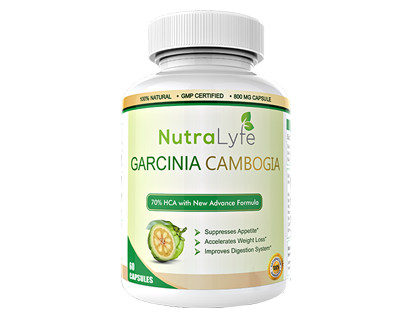 100% NATURAL • GMP CERTIFIED • 800 MG CAPSULE
NutraLyfe
GARCINIA CAMBOGIA
70% HCA with New Advance Formula
Suppresses Appetite*
Accelerates Weight Loss*
Improves Digestion System*
60
CAPSULES
100%